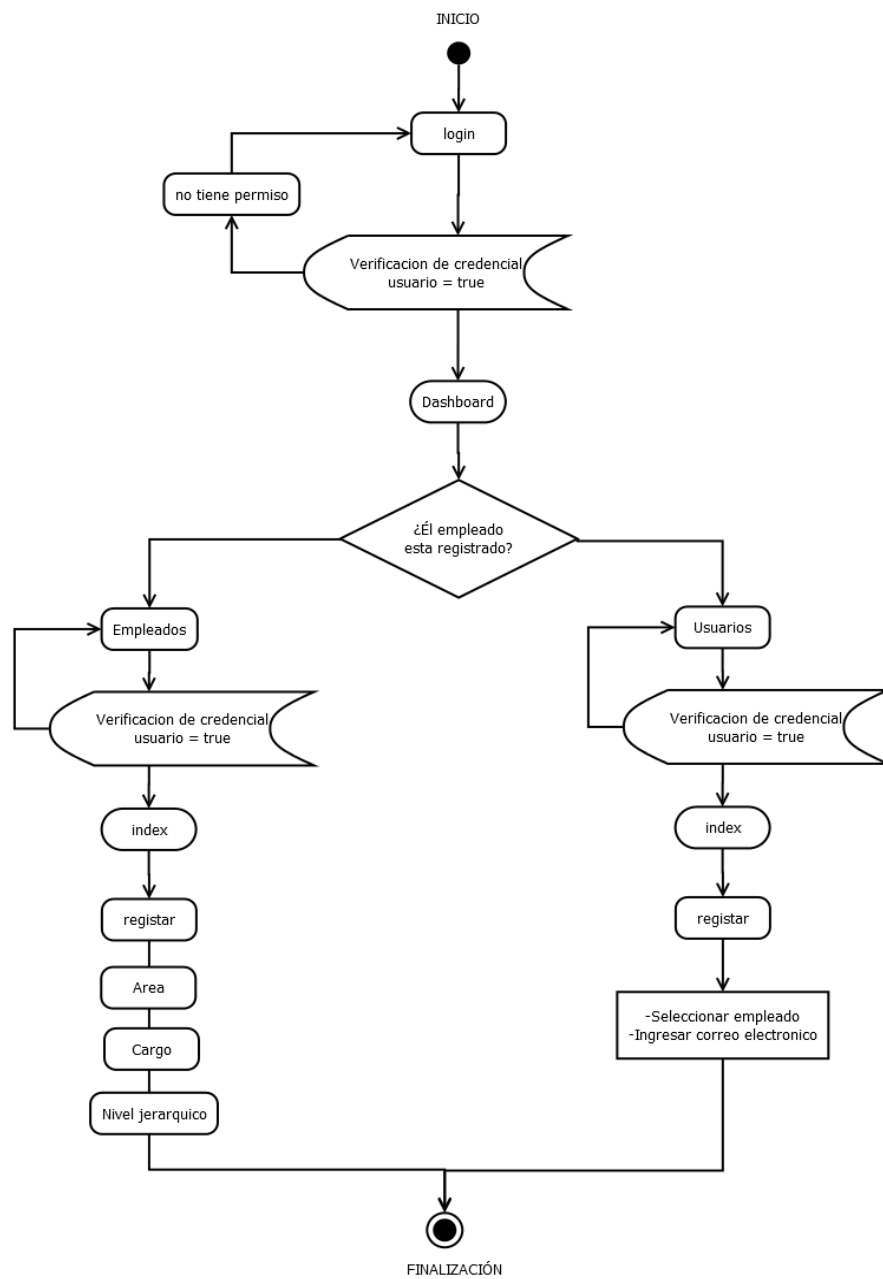 INICIO
login
no tiene permiso
Verificacion de credencial
usuario = true
Dashboard
¿Él empleado
esta registrado?
Empleados
Usuarios
Verificacion de credencial
usuario = true
Verificacion de credencial
usuario = true
index
index
registar
registar
Area
-Seleccionar empleado
-Ingresar correo electronico
Cargo
Nivel jerarquico
FINALIZACIÓN